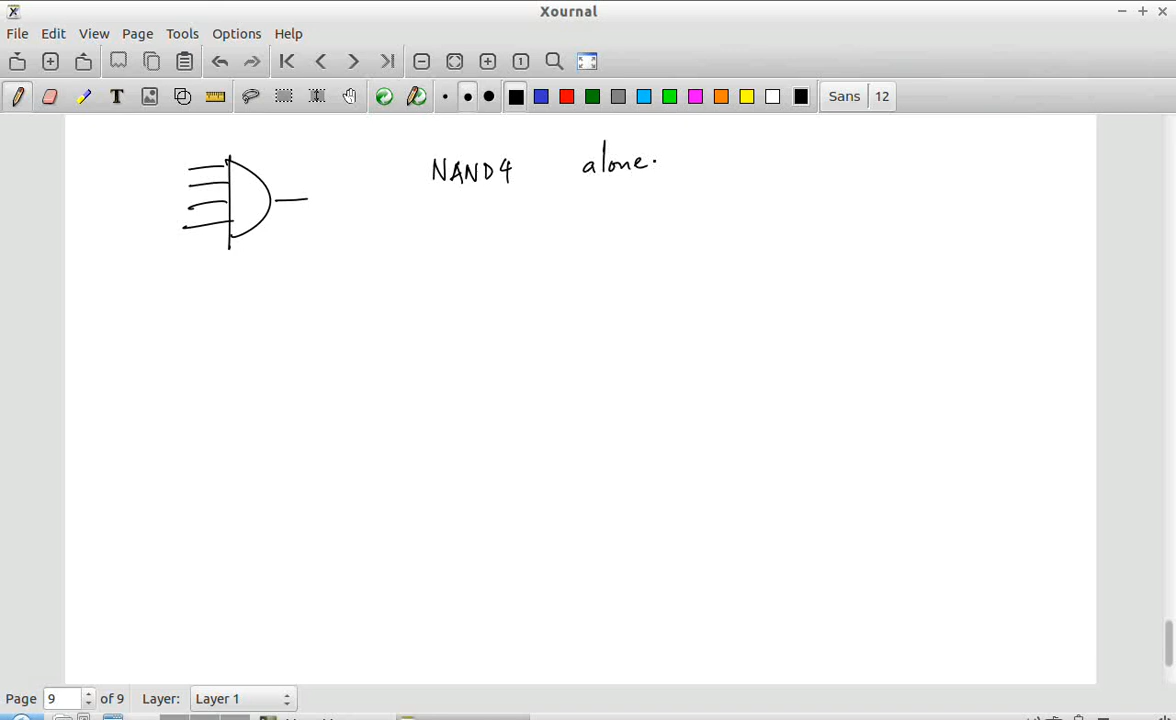 Xournal
File Edit View Page Tools Options Help
Sans 12
NAND4 alone.
Page 9 of 9 Layer: Layer 1